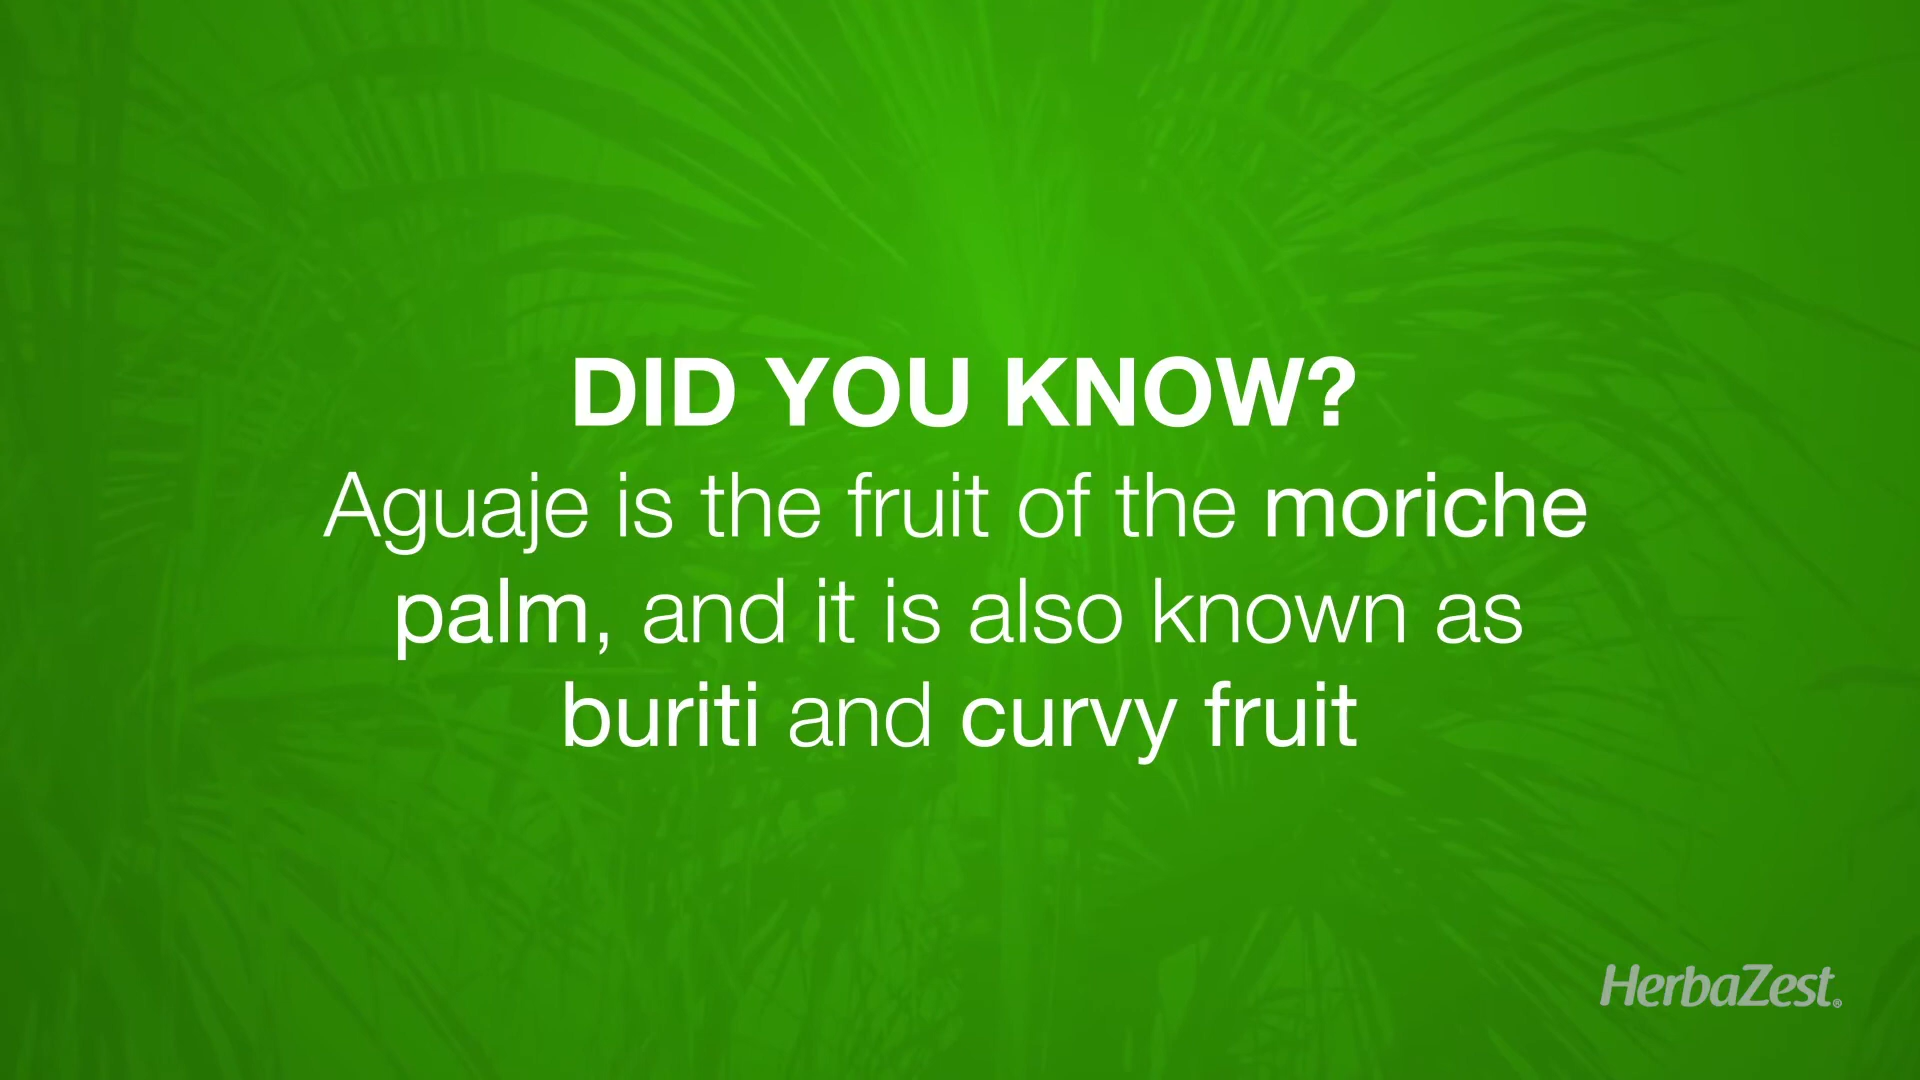 DID YOU KNOW?
Aguaje is the fruit of the moriche
palm, and it is also known as
buriti and curvy fruit
HerbaZest®